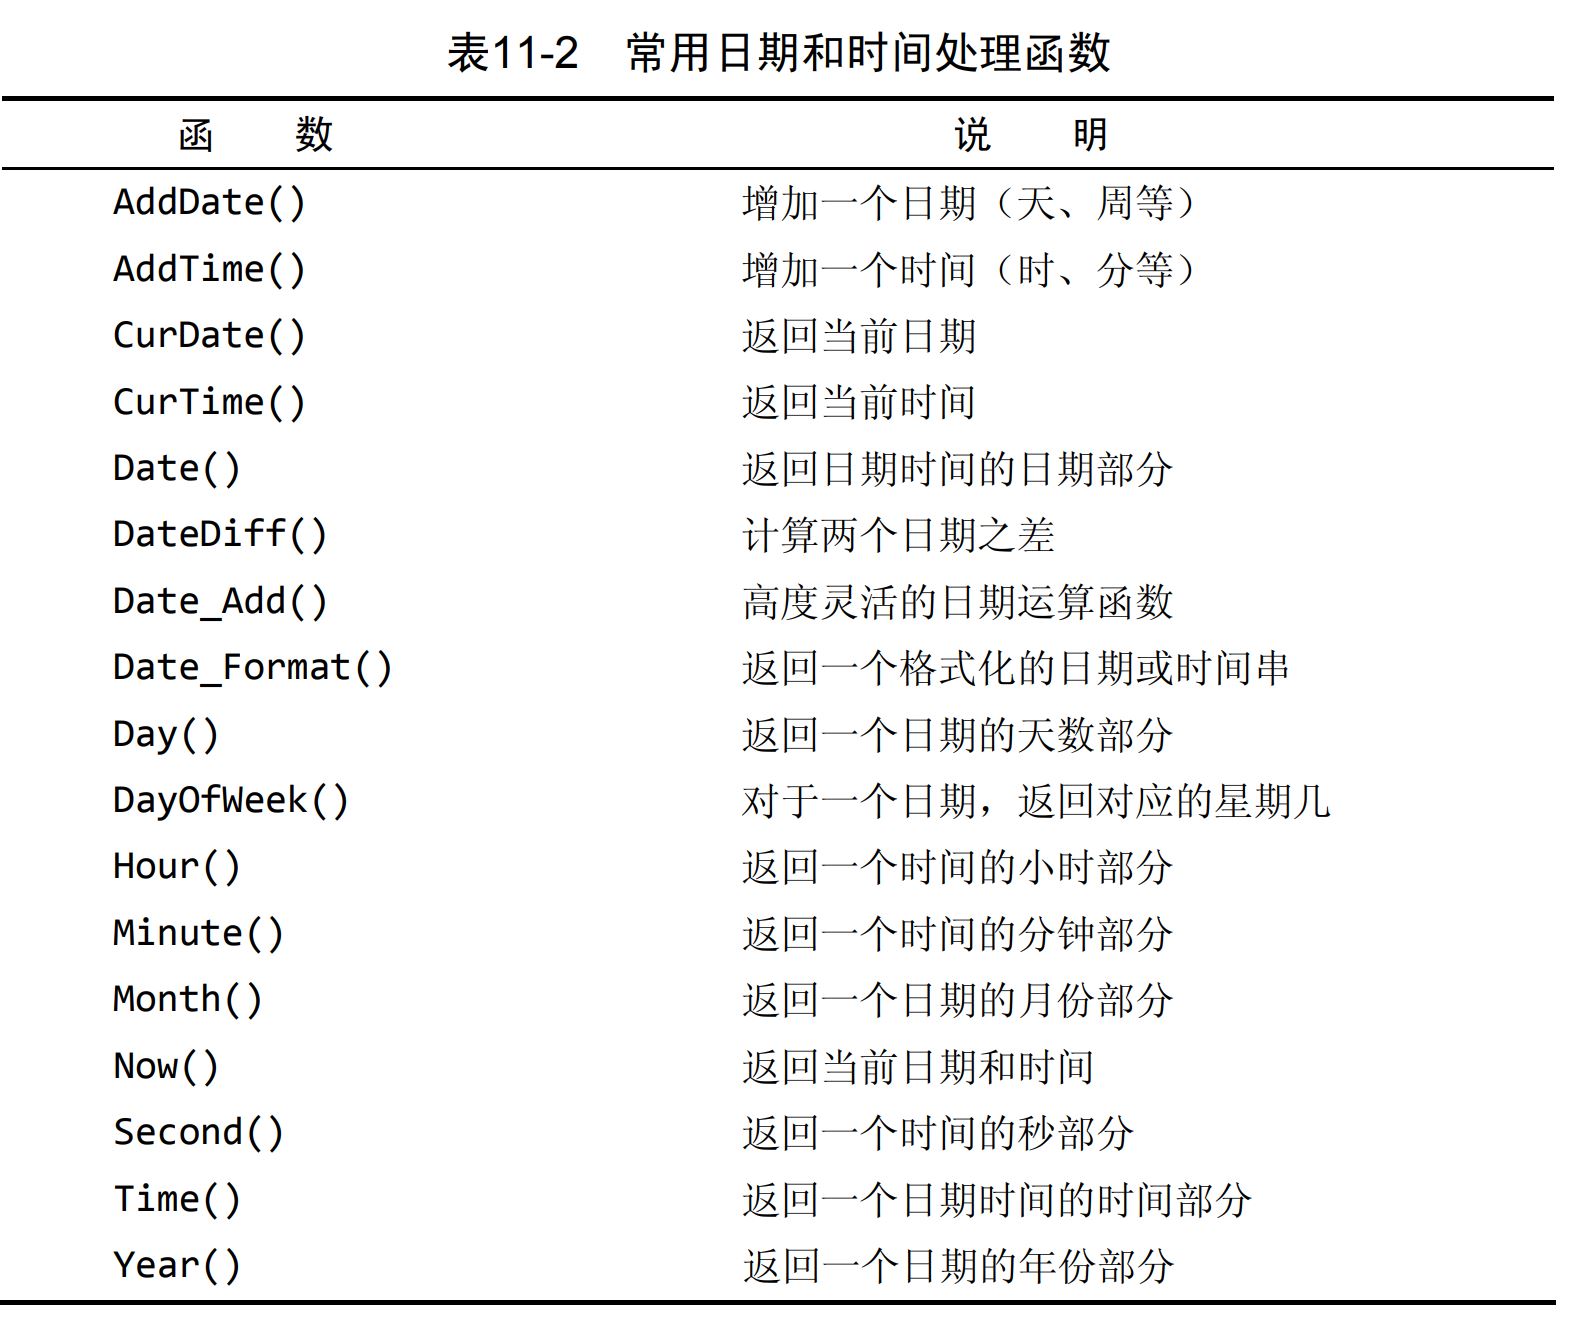 表11-2 常用日期和时间处理函数
函 数 说 明
AddDate() 增加一个日期（天、周等）
AddTime() 增加一个时间（时、分等）
CurDate() 返回当前日期
CurTime() 返回当前时间
Date() 返回日期时间的日期部分
DateDiff() 计算两个日期之差
Date_Add() 高度灵活的日期运算函数
Date_Format() 返回一个格式化的日期或时间串
Day() 返回一个日期的天数部分
DayOfWeek() 对于一个日期，返回对应的星期几
Hour() 返回一个时间的小时部分
Minute() 返回一个时间的分钟部分
Month() 返回一个日期的月份部分
Now() 返回当前日期和时间
Second() 返回一个时间的秒部分
Time() 返回一个日期时间的时间部分
Year() 返回一个日期的年份部分